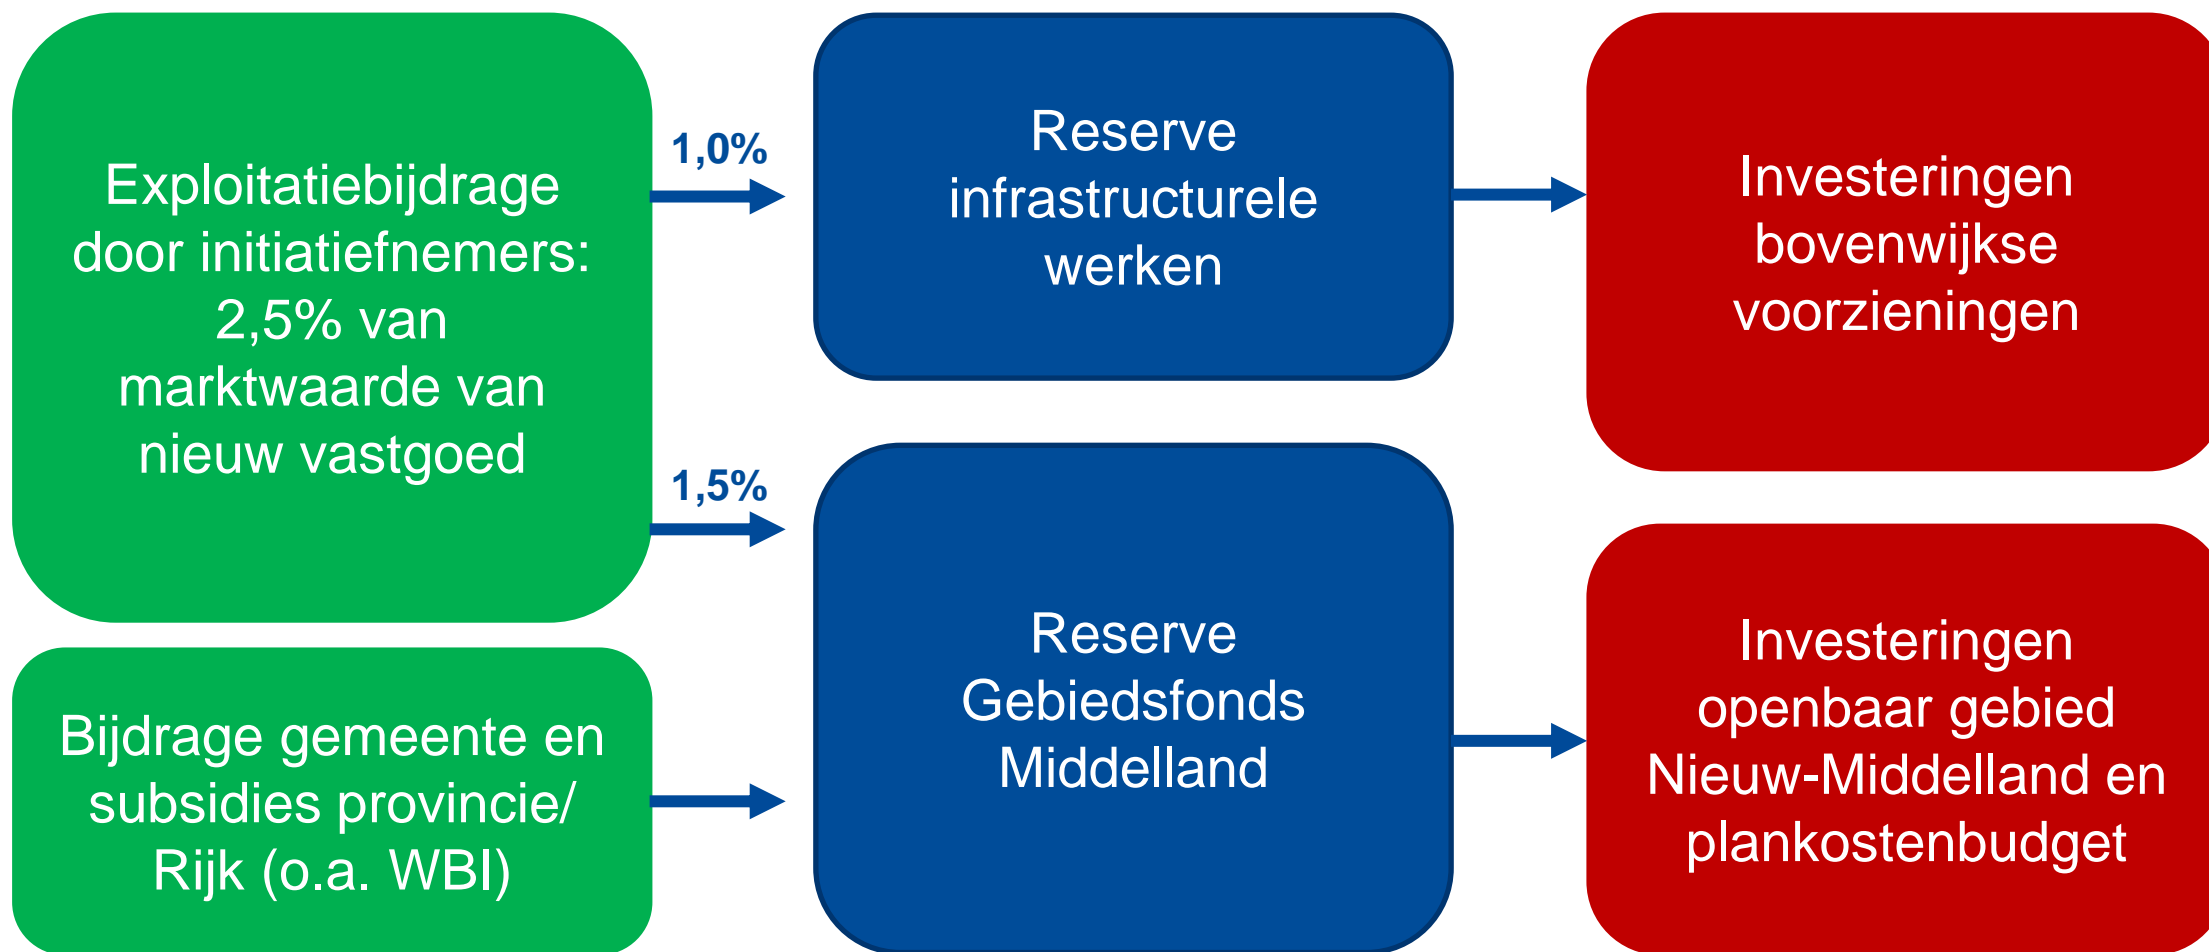 Exploitatiebijdrage
door initiatiefnemers:
2,5% van
marktwaarde van
nieuw vastgoed
1,0%
1,5%
Reserve
infrastructurele
werken
Investeringen
bovenwijkse
voorzieningen
Bijdrage gemeente en
subsidies provincie/
Rijk (o.a. WBI)
Reserve
Gebiedsfonds
Middelland
Investeringen
openbaar gebied
Nieuw-Middelland en
plankostenbudget